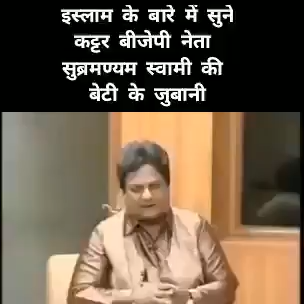 इस्लाम के बारे में सुने
कट्टर बीजेपी नेता
सुब्रमण्यम स्वामी की
बेटी के जुबानी